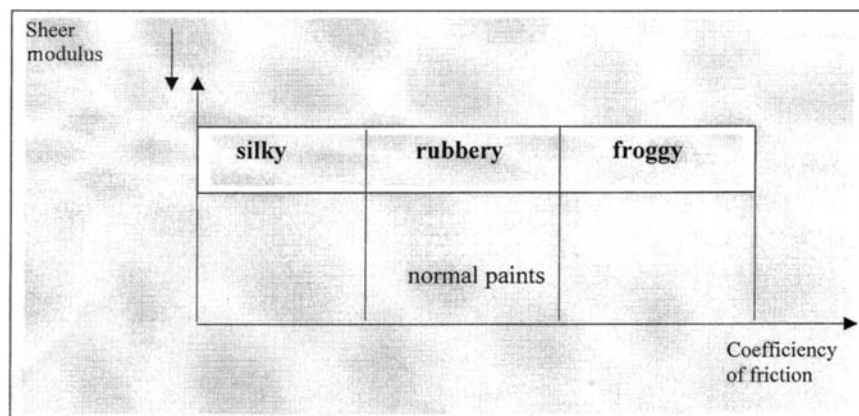 Sheer
modulus
silky rubbery froggy
normal paints
Coefficiency
of friction